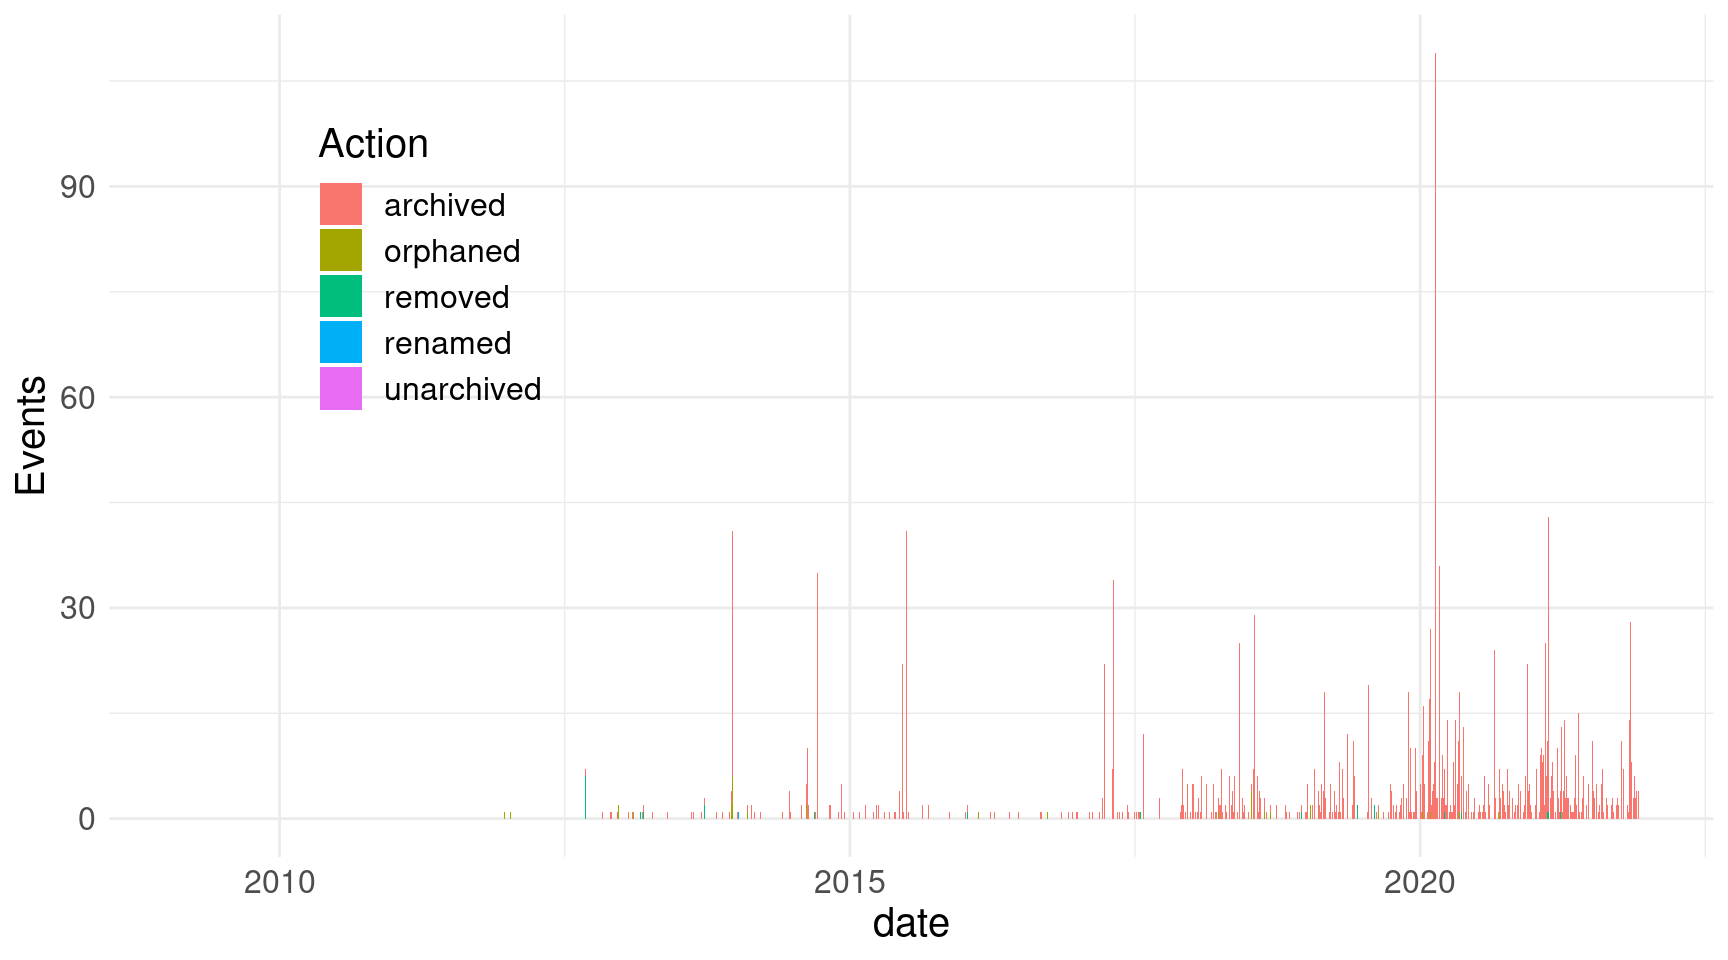 Action
archived
orphaned
removed
renamed
unarchived
Events
90
60
30
0
2010
2015
2020
date